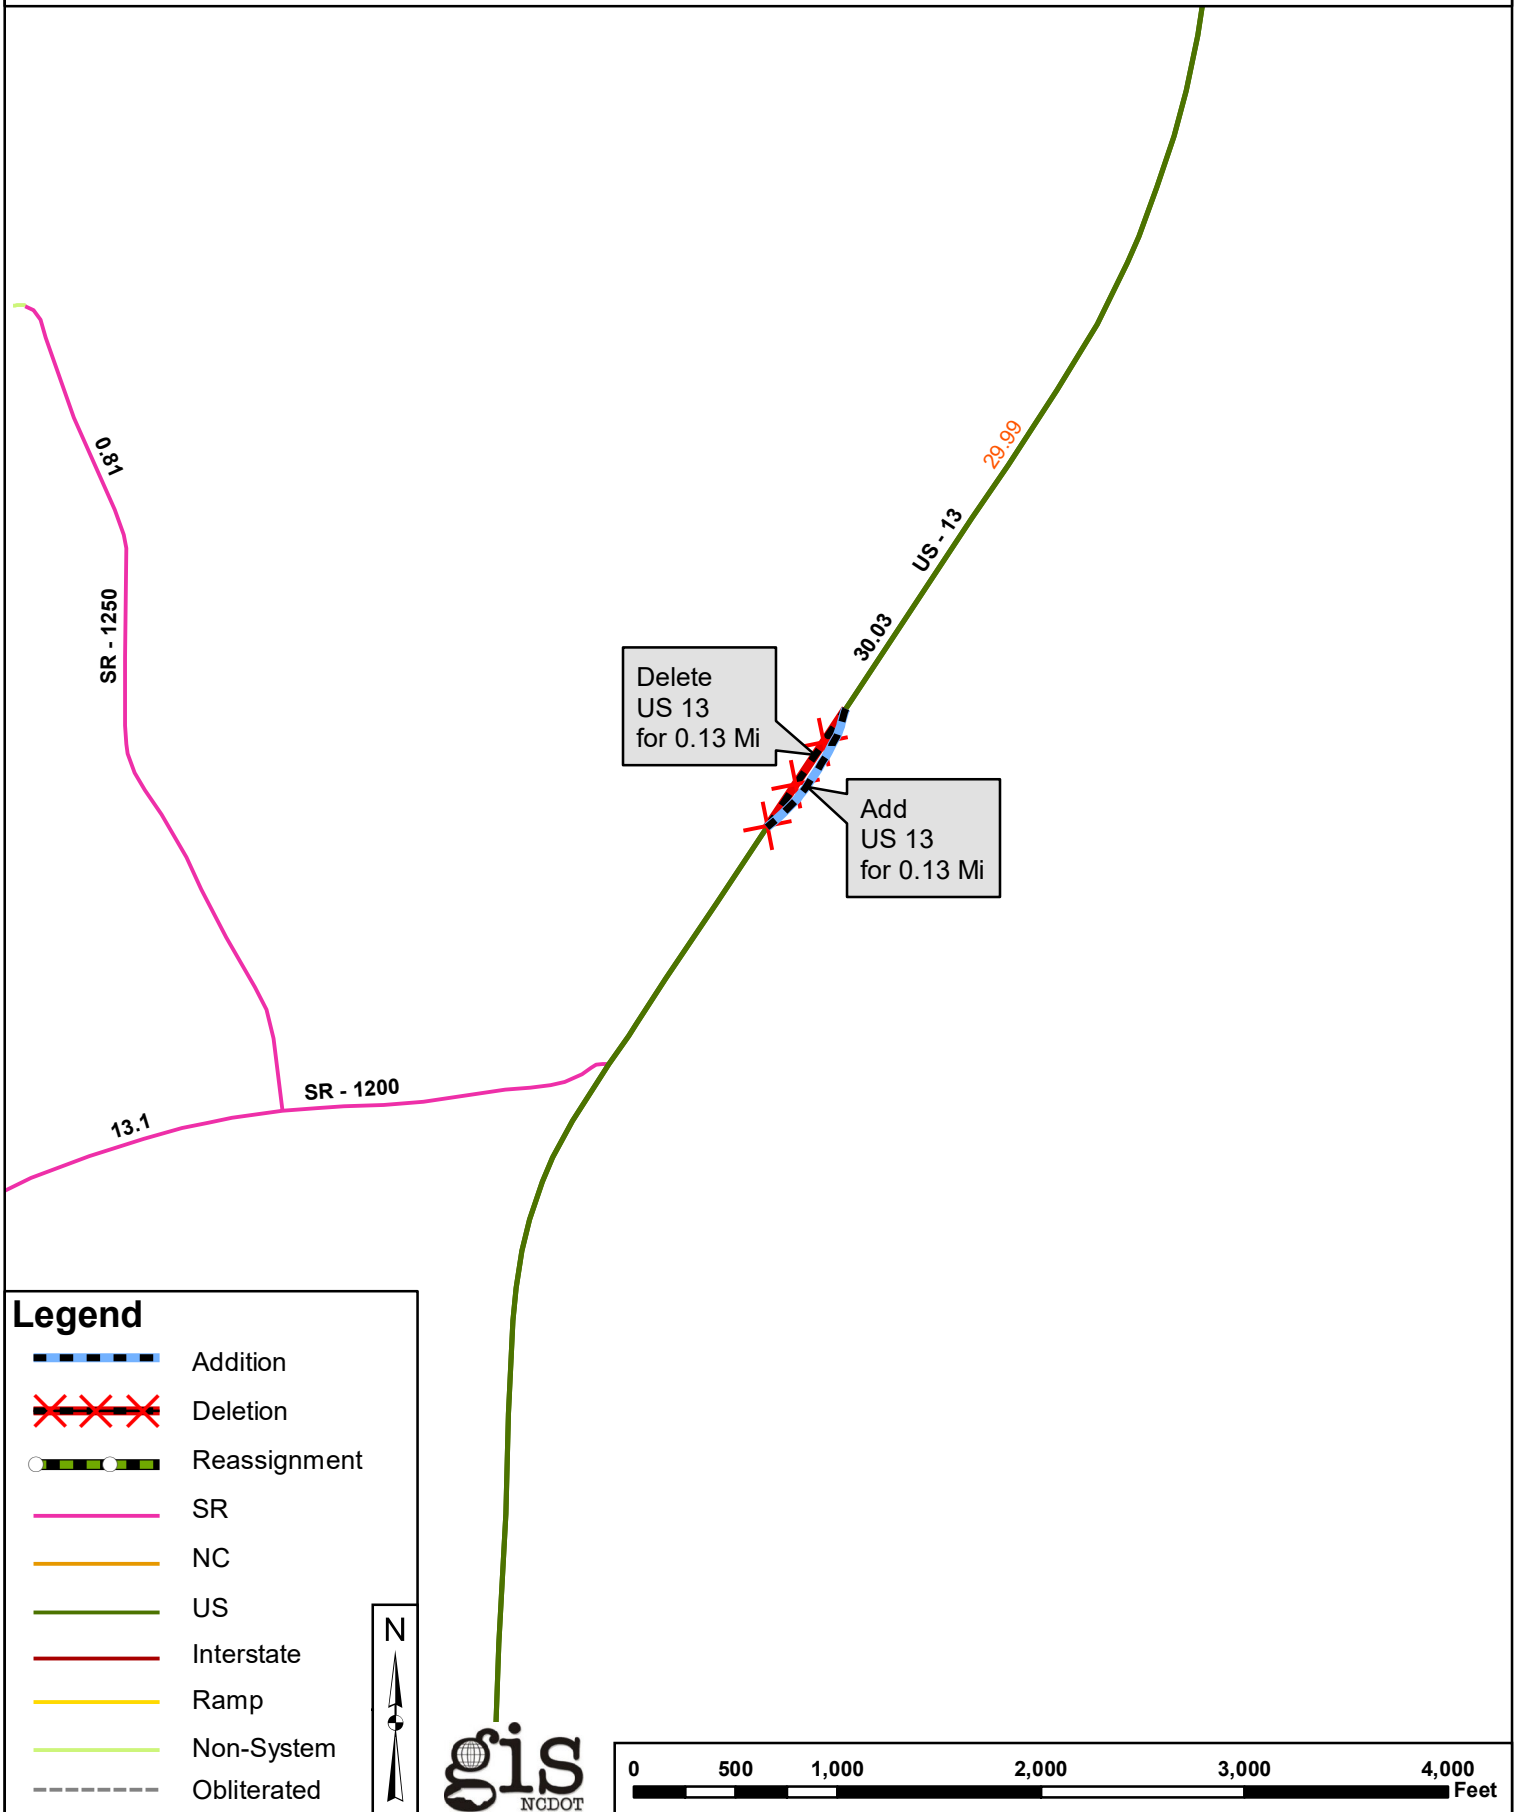 29.99
US - 13
30.03
0.81
SR - 1250
Delete
US 13
for 0.13 Mi
Add
US 13
for 0.13 Mi
SR - 1200
13.1
Legend
Addition
Deletion
Reassignment
SR
NC
US
Interstate
Ramp
Non-System
Obliterated
N
gis
NCDOT
0 500 1,000 2,000 3,000 4,000
Feet